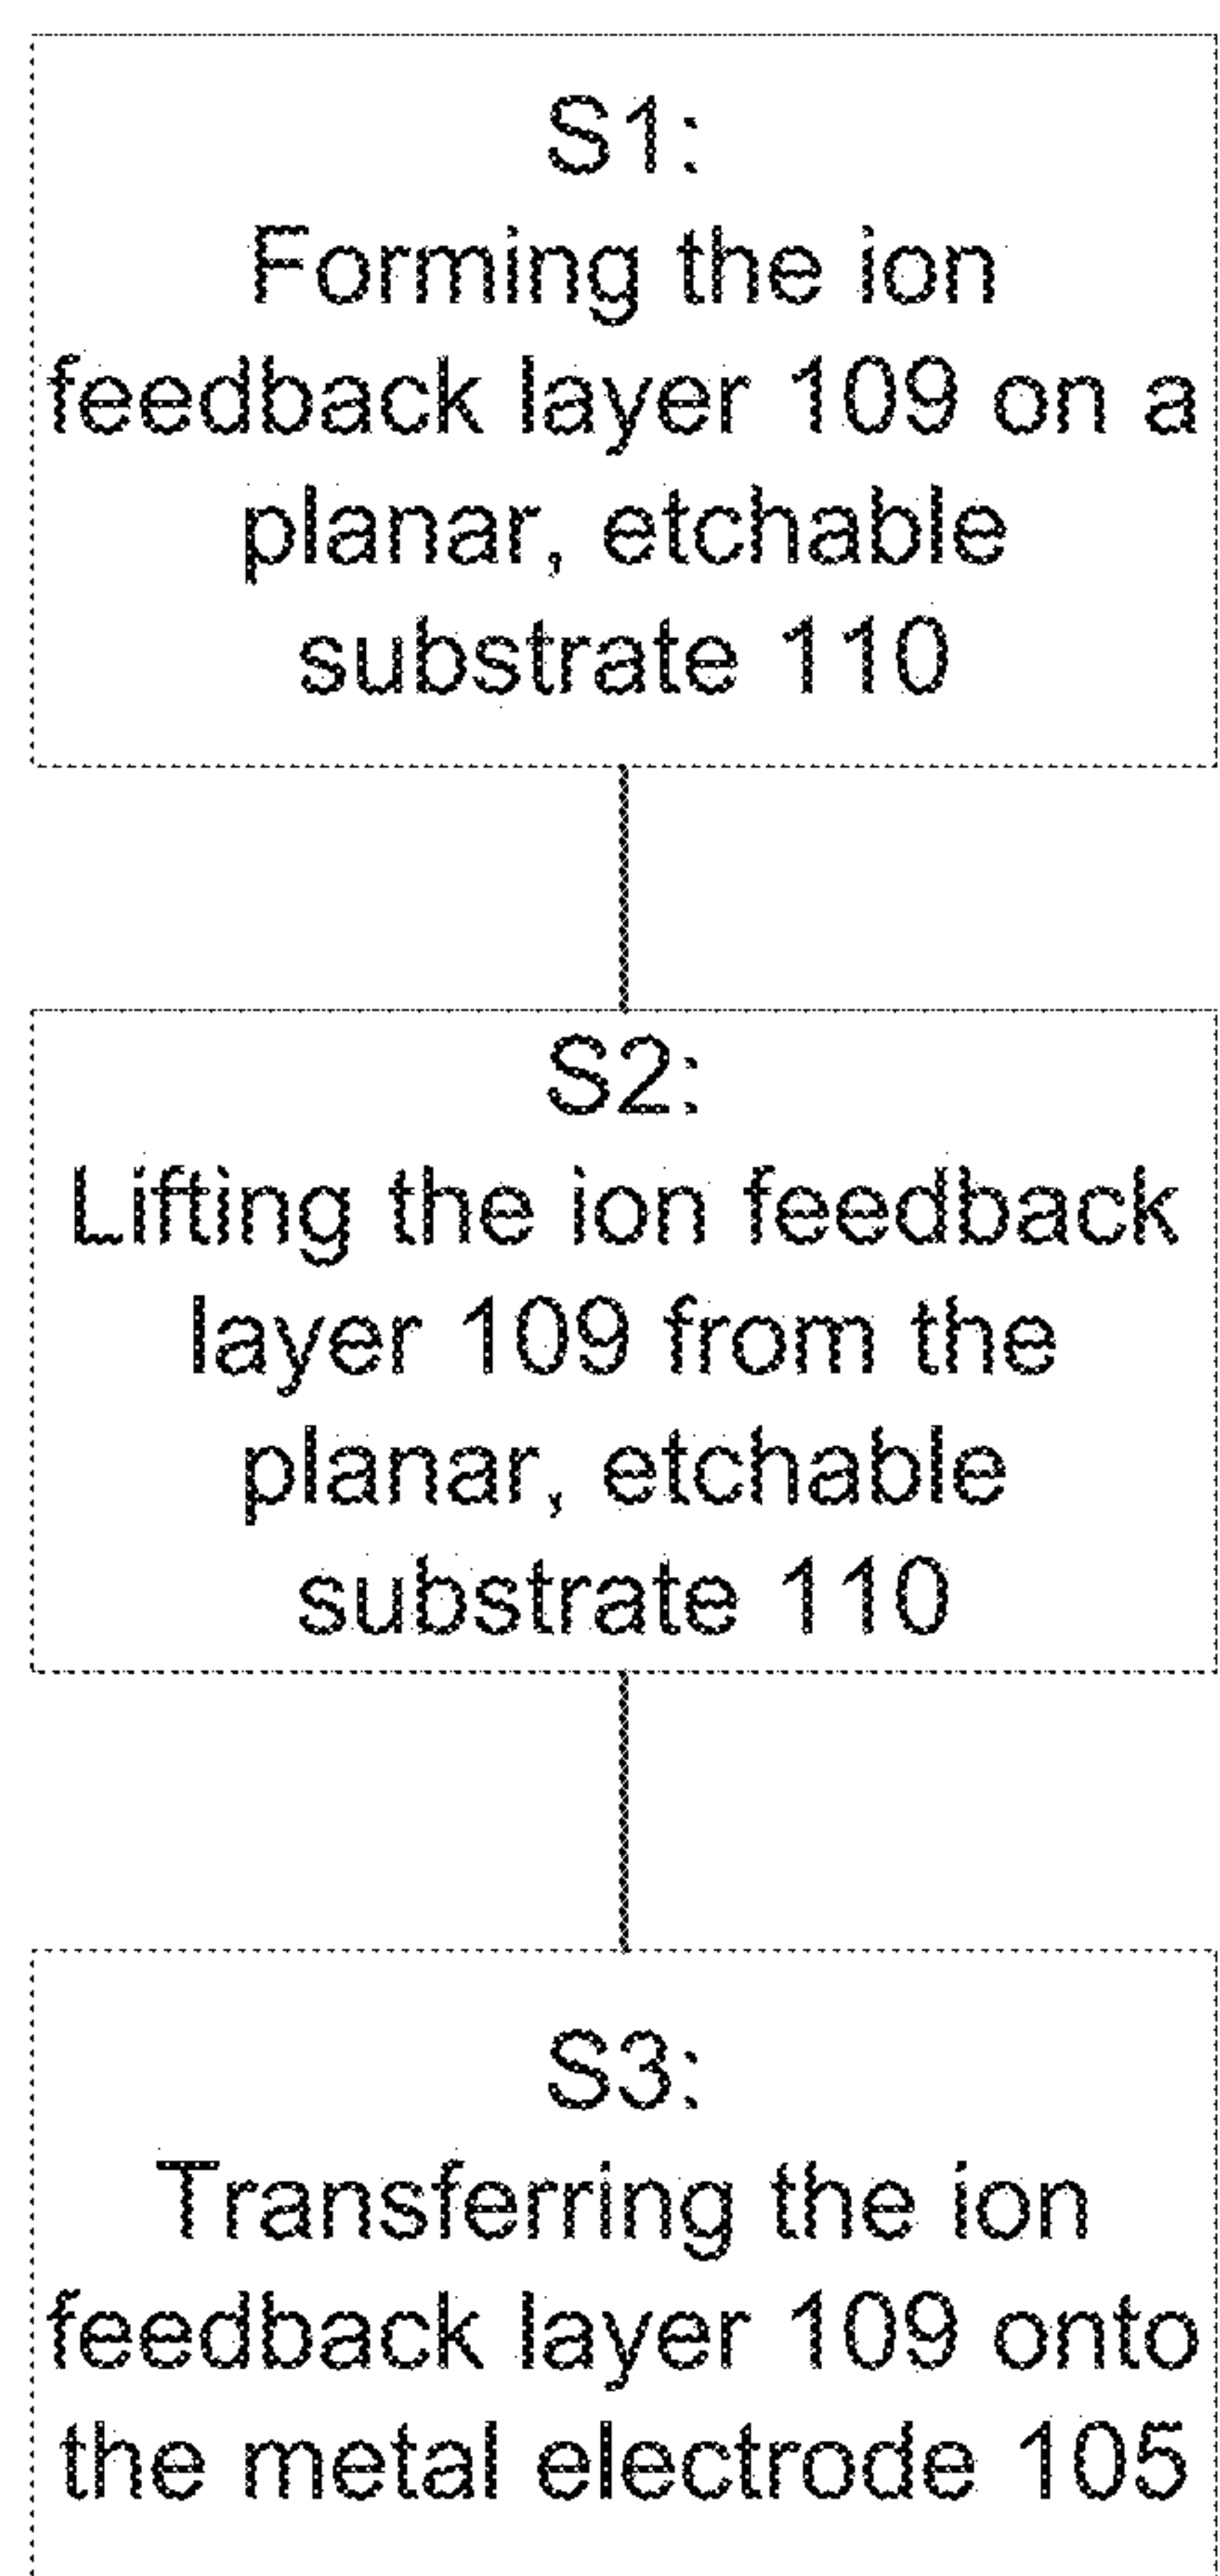 S1:
Forming the ion
feedback layer 109 on a
planar, etchable
substrate 110
S2:
Lifting the ion feedback
layer 109 from the
planar, etchable
substrate 110
S3:
Transferring the ion
feedback layer 109 onto
the metal electrode 105